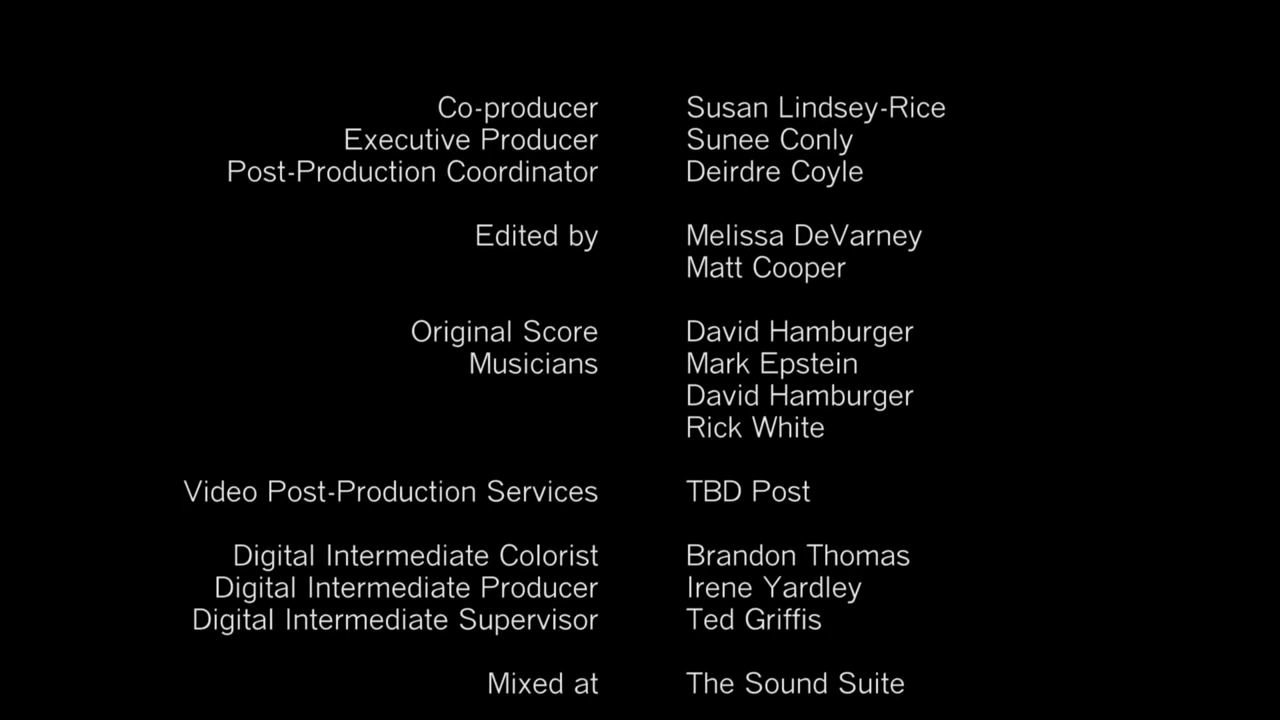 Co-producer Susan Lindsey-Rice
Executive Producer Sunee Conly
Post-Production Coordinator Deirdre Coyle
Edited by Melissa DeVarney
Matt Cooper
Original Score David Hamburger
Musicians Mark Epstein
David Hamburger
Rick White
Video Post-Production Services TBD Post
Digital Intermediate Colorist Brandon Thomas
Digital Intermediate Producer Irene Yardley
Digital Intermediate Supervisor Ted Griffis
Mixed at The Sound Suite